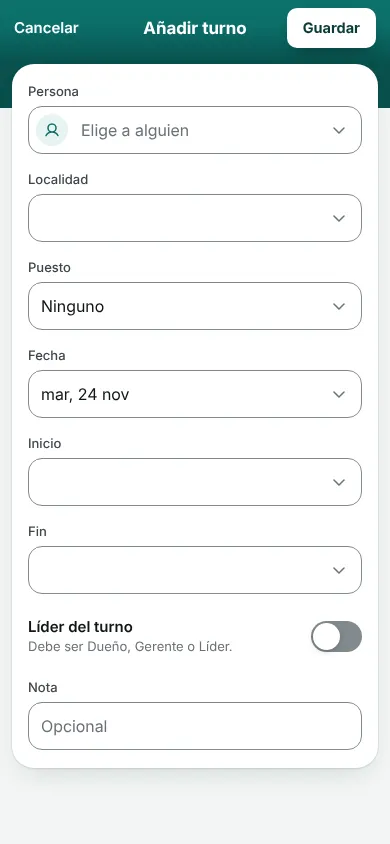 Cancelar
Añadir turno
Guardar
Persona
Elige a alguien
Localidad
Puesto
Ninguno
Fecha
mar, 24 nov
Inicio
Fin
Líder del turno
Debe ser Dueño, Gerente o Líder.
Nota
Opcional